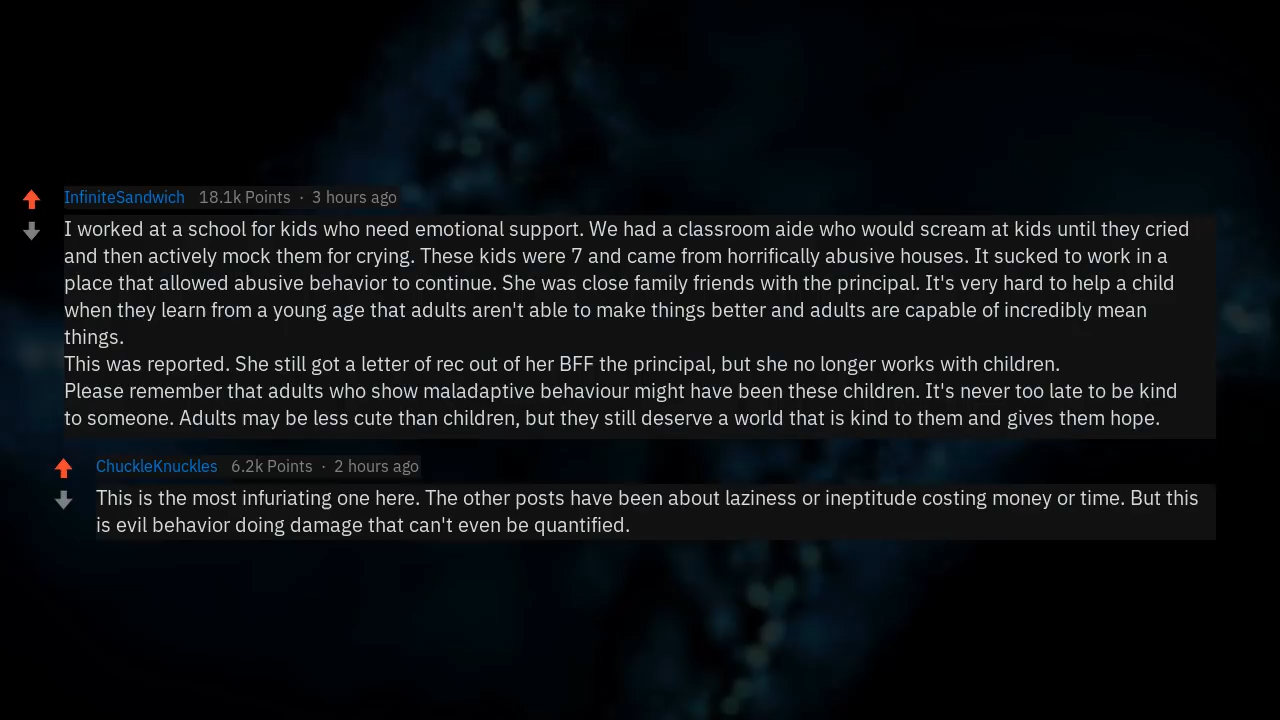 InfiniteSandwich 18.1k Points · 3 hours ago
I worked at a school for kids who need emotional support. We had a classroom aide who would scream at kids until they cried
and then actively mock them for crying. These kids were 7 and came from horrifically abusive houses. It sucked to work in a
place that allowed abusive behavior to continue. She was close family friends with the principal. It's very hard to help a child
when they learn from a young age that adults aren't able to make things better and adults are capable of incredibly mean
things.
This was reported. She still got a letter of rec out of her BFF the principal, but she no longer works with children.
Please remember that adults who show maladaptive behaviour might have been these children. It's never too late to be kind
to someone. Adults may be less cute than children, but they still deserve a world that is kind to them and gives them hope.
ChuckleKnuckles 6.2k Points · 2 hours ago
This is the most infuriating one here. The other posts have been about laziness or ineptitude costing money or time. But this
is evil behavior doing damage that can't even be quantified.